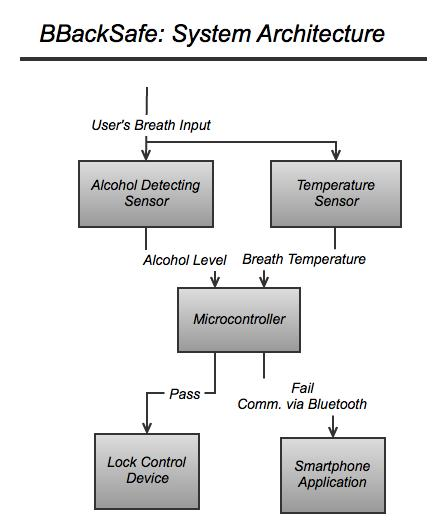 BBackSafe: System Architecture
User's Breath Input
Alcohol Detecting
Sensor
Temperature
Sensor
Alcohol Level
Breath Temperature
Microcontroller
Pass
Fail
Comm. via Bluetooth
Lock Control
Device
Smartphone
Application